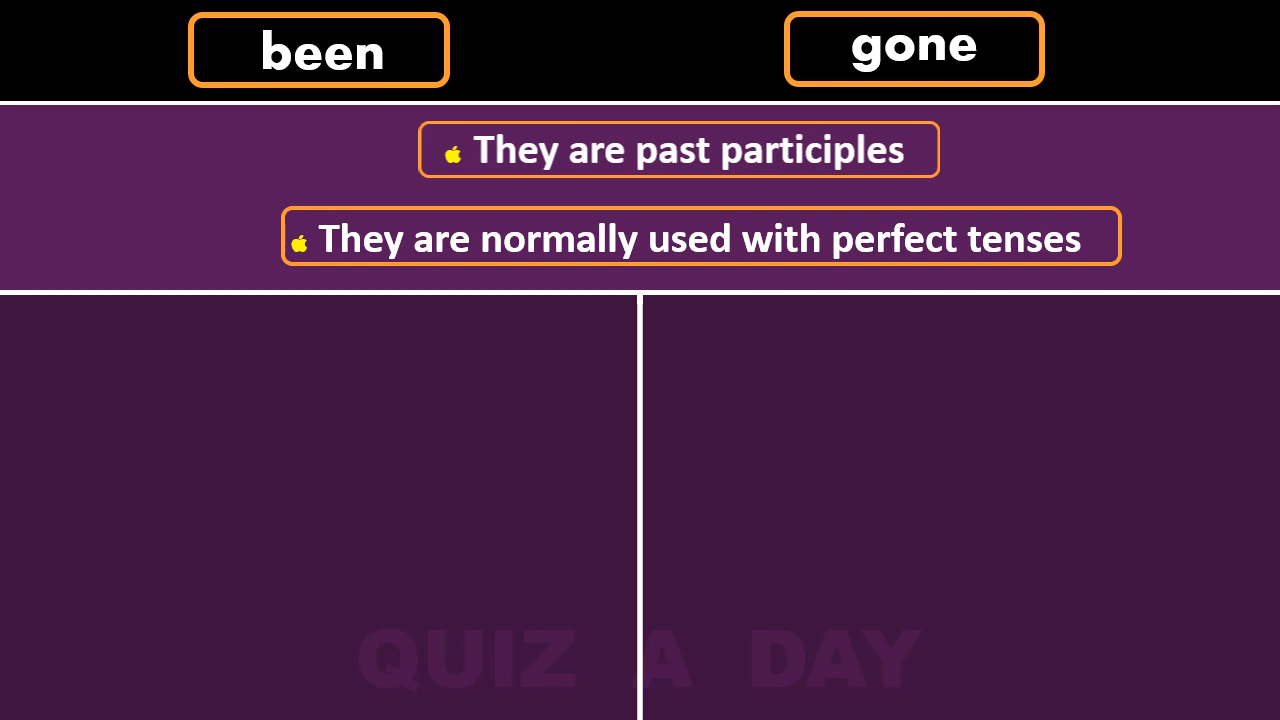 been gone
They are past participles
They are normally used with perfect tenses
QUIZ A DAY